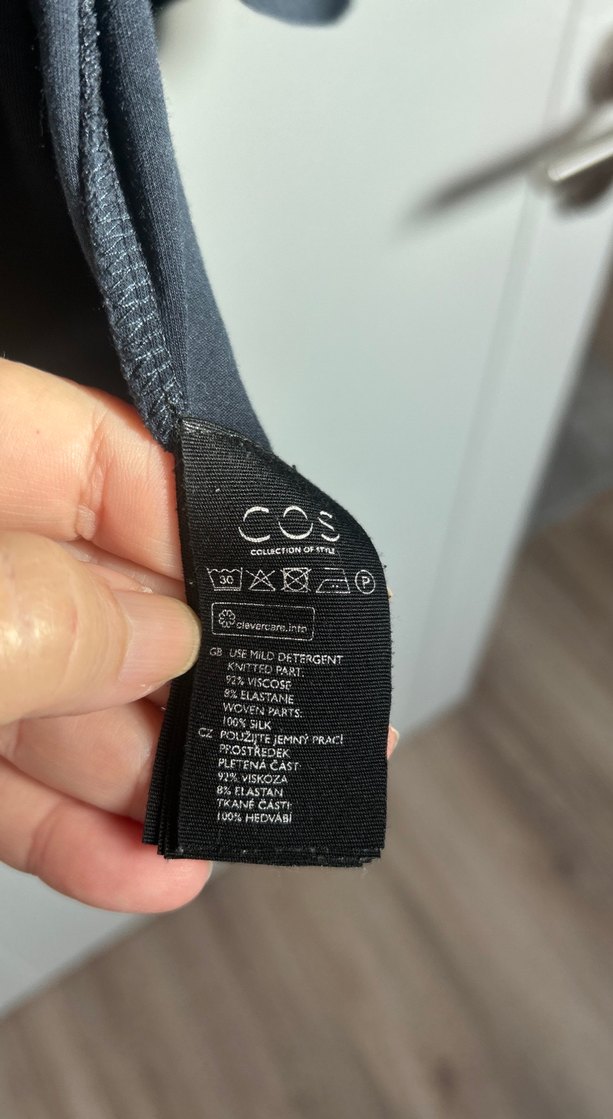 COS
COLLECTION OF STYLE
30
P
clevercare.info
GB USE MILD DETERGENT
KNITTED PART:
92% VISCOSE
8% ELASTANE
WOVEN PARTS:
100% SILK
CZ POUŽIJTE JEMNÝ PRACÍ
PROSTŘEDEK
PLETENÁ ČÁST:
92% VISKÓZA
8% ELASTAN
TKANÉ ČÁSTI:
100% HEDVÁBÍ